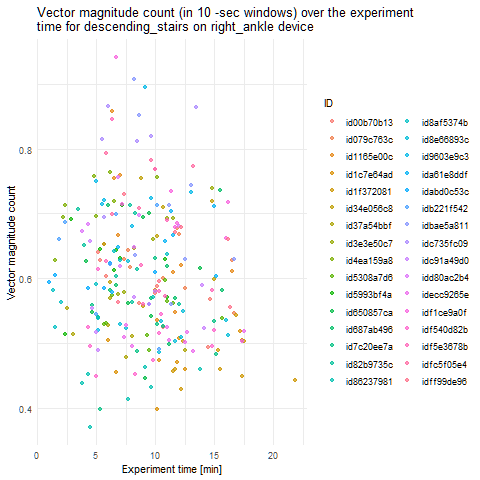 Vector magnitude count (in 10 -sec windows) over the experiment
time for descending_stairs on right_ankle device
Vector magnitude count
0.8
0.6
0.4
0
5
10
15
20
Experiment time [min]
ID
id00b70b13
id079c763c
id1165e00c
id1c7e64ad
id1f372081
id34e056c8
id37a54bbf
id3e3e50c7
id4ea159a8
id5308a7d6
id5993bf4a
id650857ca
id687ab496
id7c20ee7a
id82b9735c
id86237981
id8af5374b
id8e66893c
id9603e9c3
ida61e8ddf
idabd0c53c
idb221f542
idbae5a811
idc735fc09
idc91a49d0
idd80ac2b4
idecc9265e
idf1ce9a0f
idf540d82b
idf5e3678b
idfc5f05e4
idff99de96